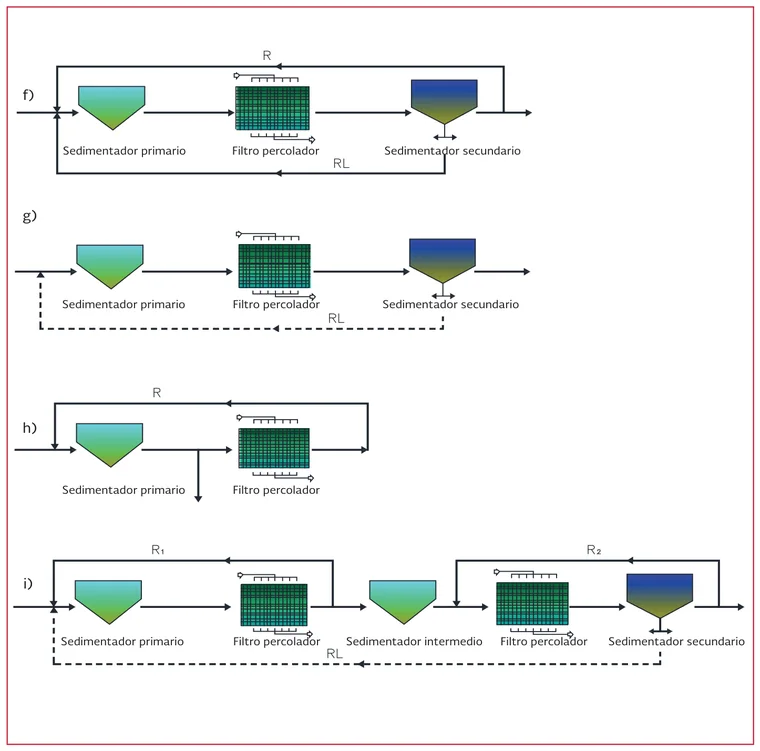 R
f)
Sedimentador primario Filtro percolador Sedimentador secundario
RL
g)
Sedimentador primario Filtro percolador Sedimentador secundario
RL
R
h)
Sedimentador primario Filtro percolador
R₁ R₂
i)
Sedimentador primario Filtro percolador Sedimentador intermedio Filtro percolador Sedimentador secundario
RL